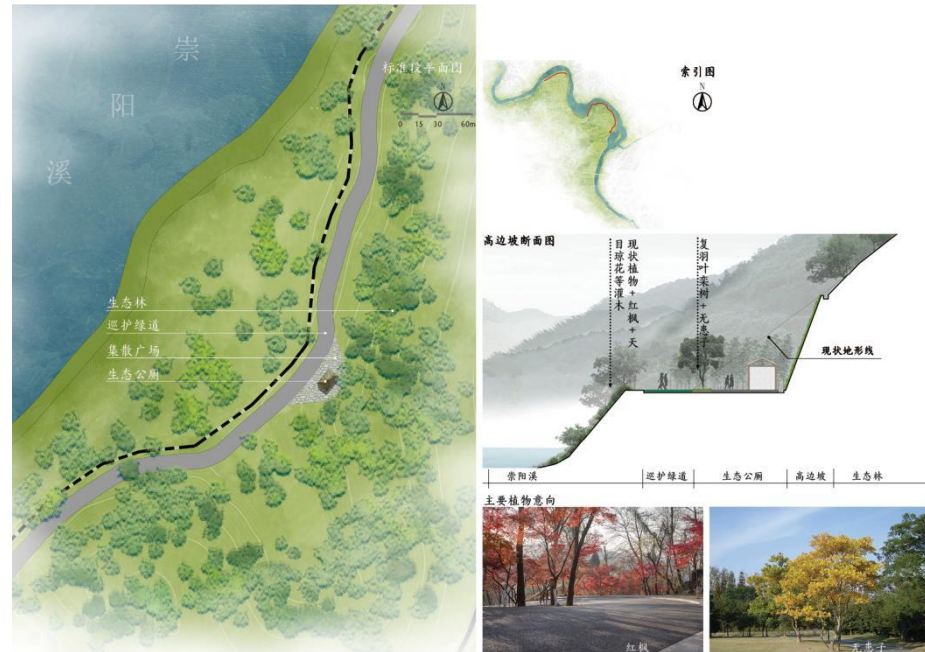 崇
阳
溪
标准段平面图
N
0 15 30 60m
生态林
巡护绿道
集散广场
生态公厕
索引图
N
高边坡断面图
现状植物+红枫+天
目琼花等灌木
复羽叶栾树+无患子
现状地形线
崇阳溪
巡护绿道
生态公厕
高边坡
生态林
主要植物意向
红枫
无患子